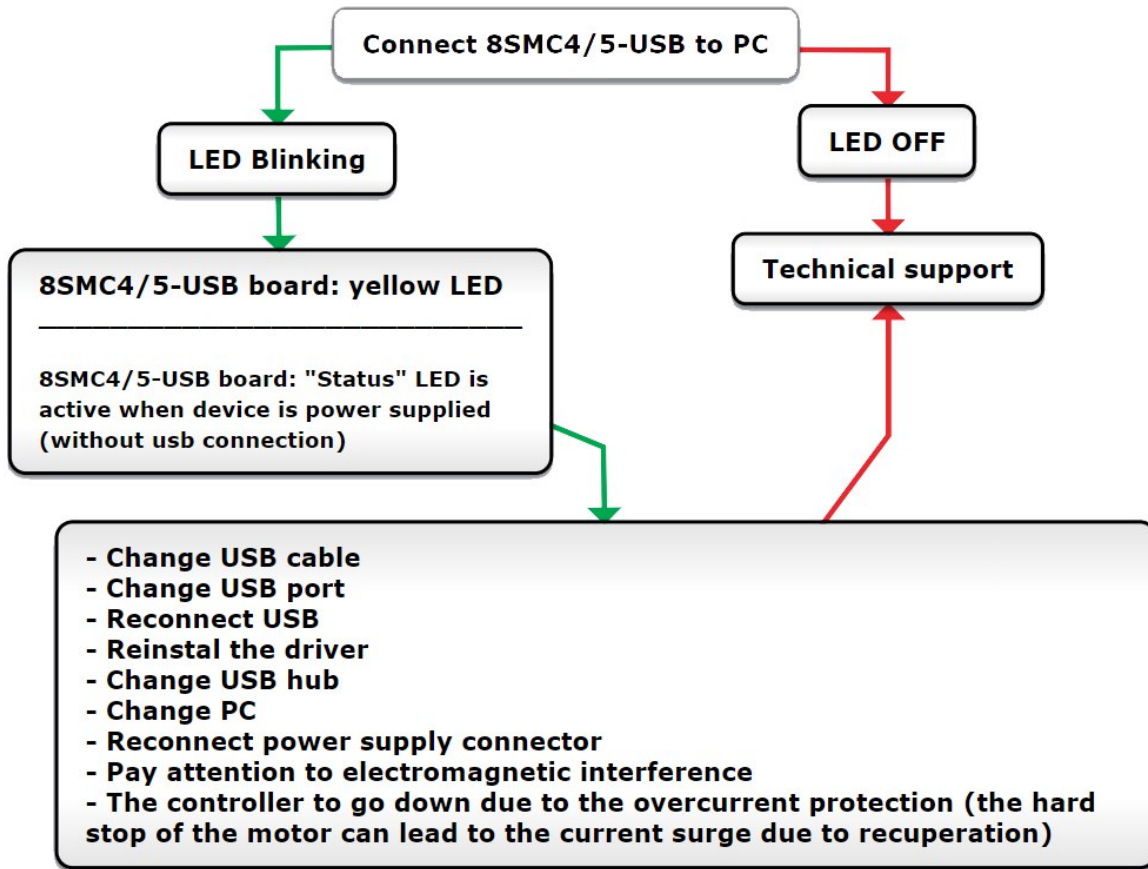 Connect 8SMC4/5-USB to PC
LED Blinking
LED OFF
Technical support
8SMC4/5-USB board: yellow LED
8SMC4/5-USB board: "Status" LED is
active when device is power supplied
(without usb connection)
- Change USB cable
- Change USB port
- Reconnect USB
- Reinstal the driver
- Change USB hub
- Change PC
- Reconnect power supply connector
- Pay attention to electromagnetic interference
- The controller to go down due to the overcurrent protection (the hard
stop of the motor can lead to the current surge due to recuperation)